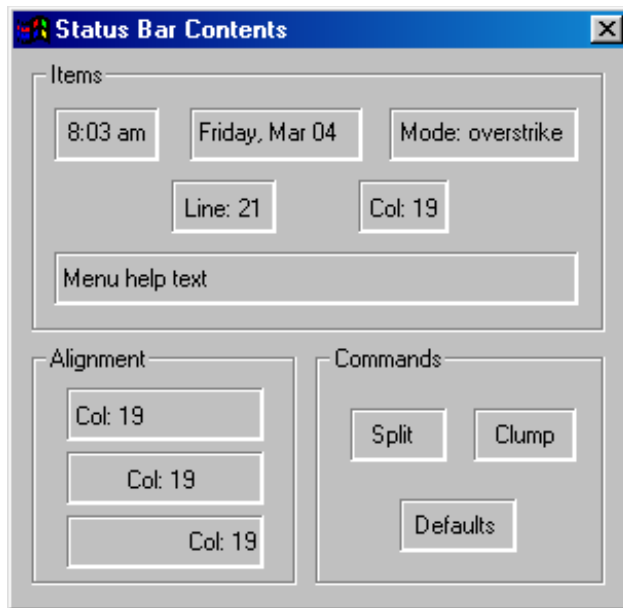 Status Bar Contents
Items
8:03 am Friday, Mar 04 Mode: overstrike
Line: 21 Col: 19
Menu help text
Alignment
Col: 19
Col: 19
Col: 19
Commands
Split Clump
Defaults